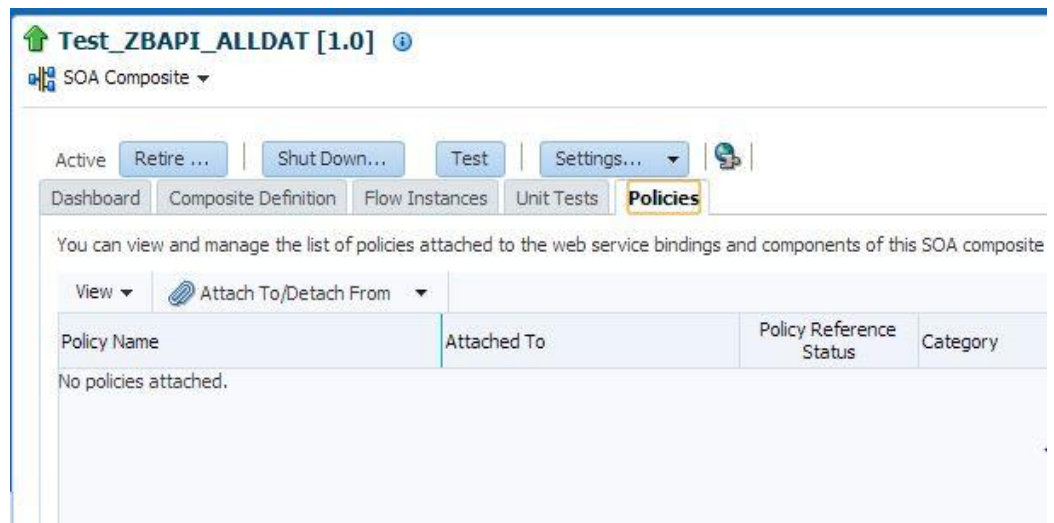 Test_ZBAPI_ALLDAT [1.0]
SOA Composite
Active Retire ... Shut Down... Test Settings...
Dashboard Composite Definition Flow Instances Unit Tests Policies
You can view and manage the list of policies attached to the web service bindings and components of this SOA composite
View Attach To/Detach From
Policy Name Attached To Policy Reference Status Category
No policies attached.